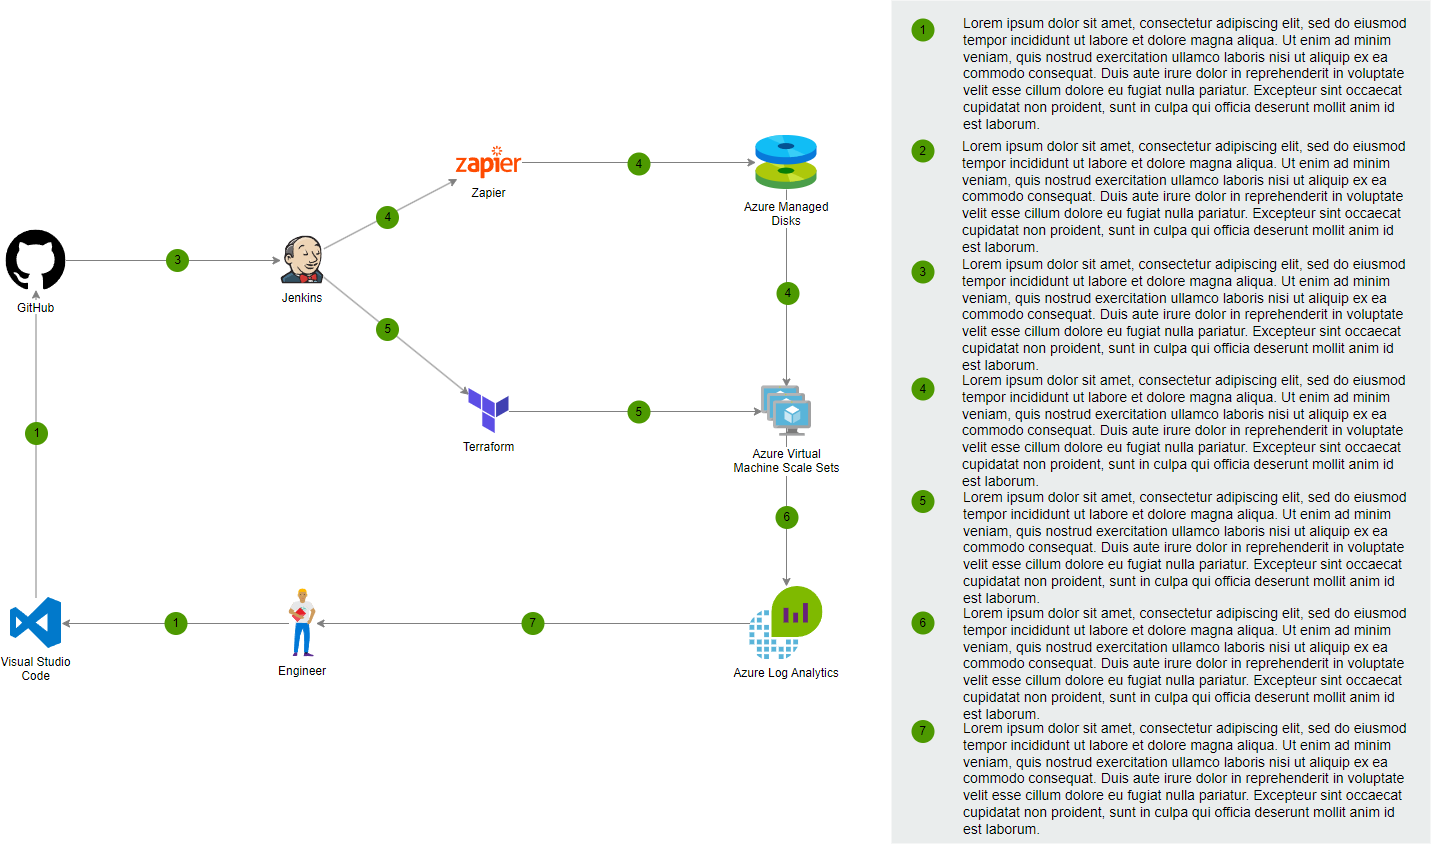 zapier
4
Zapier
Azure Managed
Disks
4
3
Jenkins
GitHub
4
5
1
5
Terraform
Azure Virtual
Machine Scale Sets
6
1
7
Visual Studio
Code
Engineer
Azure Log Analytics
1
Lorem ipsum dolor sit amet, consectetur adipiscing elit, sed do eiusmod
tempor incididunt ut labore et dolore magna aliqua. Ut enim ad minim
veniam, quis nostrud exercitation ullamco laboris nisi ut aliquip ex ea
commodo consequat. Duis aute irure dolor in reprehenderit in voluptate
velit esse cillum dolore eu fugiat nulla pariatur. Excepteur sint occaecat
cupidatat non proident, sunt in culpa qui officia deserunt mollit anim id
est laborum.
2
Lorem ipsum dolor sit amet, consectetur adipiscing elit, sed do eiusmod
tempor incididunt ut labore et dolore magna aliqua. Ut enim ad minim
veniam, quis nostrud exercitation ullamco laboris nisi ut aliquip ex ea
commodo consequat. Duis aute irure dolor in reprehenderit in voluptate
velit esse cillum dolore eu fugiat nulla pariatur. Excepteur sint occaecat
cupidatat non proident, sunt in culpa qui officia deserunt mollit anim id
est laborum.
3
Lorem ipsum dolor sit amet, consectetur adipiscing elit, sed do eiusmod
tempor incididunt ut labore et dolore magna aliqua. Ut enim ad minim
veniam, quis nostrud exercitation ullamco laboris nisi ut aliquip ex ea
commodo consequat. Duis aute irure dolor in reprehenderit in voluptate
velit esse cillum dolore eu fugiat nulla pariatur. Excepteur sint occaecat
cupidatat non proident, sunt in culpa qui officia deserunt mollit anim id
est laborum.
4
Lorem ipsum dolor sit amet, consectetur adipiscing elit, sed do eiusmod
tempor incididunt ut labore et dolore magna aliqua. Ut enim ad minim
veniam, quis nostrud exercitation ullamco laboris nisi ut aliquip ex ea
commodo consequat. Duis aute irure dolor in reprehenderit in voluptate
velit esse cillum dolore eu fugiat nulla pariatur. Excepteur sint occaecat
cupidatat non proident, sunt in culpa qui officia deserunt mollit anim id
est laborum.
5
Lorem ipsum dolor sit amet, consectetur adipiscing elit, sed do eiusmod
tempor incididunt ut labore et dolore magna aliqua. Ut enim ad minim
veniam, quis nostrud exercitation ullamco laboris nisi ut aliquip ex ea
commodo consequat. Duis aute irure dolor in reprehenderit in voluptate
velit esse cillum dolore eu fugiat nulla pariatur. Excepteur sint occaecat
cupidatat non proident, sunt in culpa qui officia deserunt mollit anim id
est laborum.
6
Lorem ipsum dolor sit amet, consectetur adipiscing elit, sed do eiusmod
tempor incididunt ut labore et dolore magna aliqua. Ut enim ad minim
veniam, quis nostrud exercitation ullamco laboris nisi ut aliquip ex ea
commodo consequat. Duis aute irure dolor in reprehenderit in voluptate
velit esse cillum dolore eu fugiat nulla pariatur. Excepteur sint occaecat
cupidatat non proident, sunt in culpa qui officia deserunt mollit anim id
est laborum.
7
Lorem ipsum dolor sit amet, consectetur adipiscing elit, sed do eiusmod
tempor incididunt ut labore et dolore magna aliqua. Ut enim ad minim
veniam, quis nostrud exercitation ullamco laboris nisi ut aliquip ex ea
commodo consequat. Duis aute irure dolor in reprehenderit in voluptate
velit esse cillum dolore eu fugiat nulla pariatur. Excepteur sint occaecat
cupidatat non proident, sunt in culpa qui officia deserunt mollit anim id
est laborum.